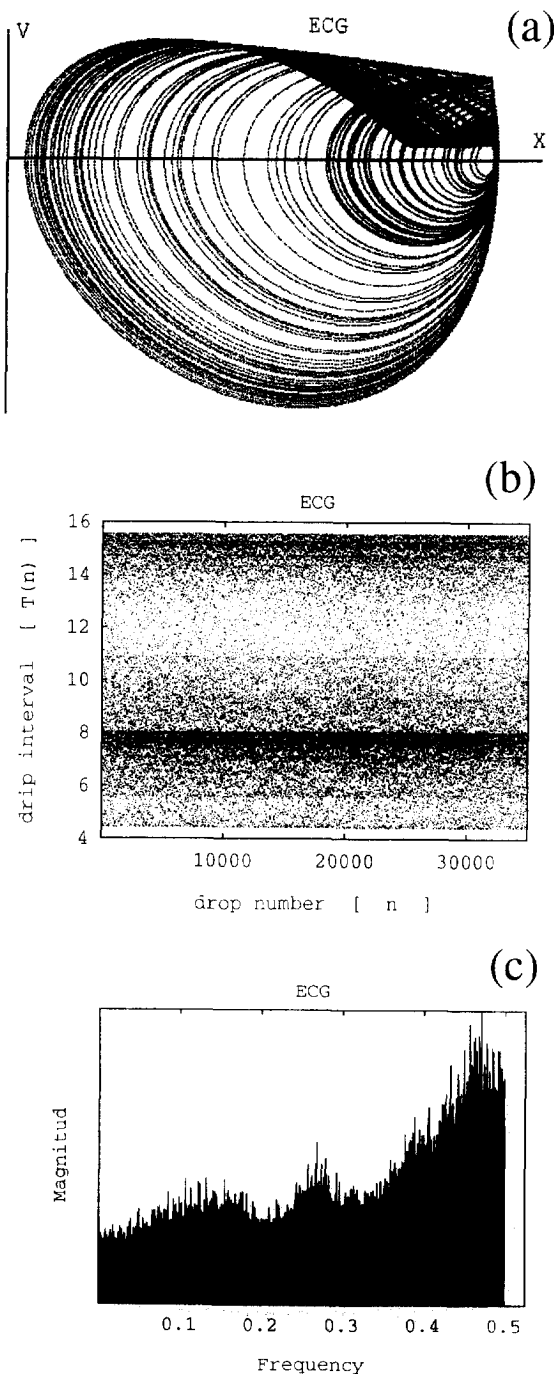 ECG
(a)
V
X
(b)
ECG
16
14
12
10
8
6
4
drip interval [ T(n) ]
10000 20000 30000
drop number [ n ]
(c)
ECG
Magnitud
0.1 0.2 0.3 0.4 0.5
Frequency